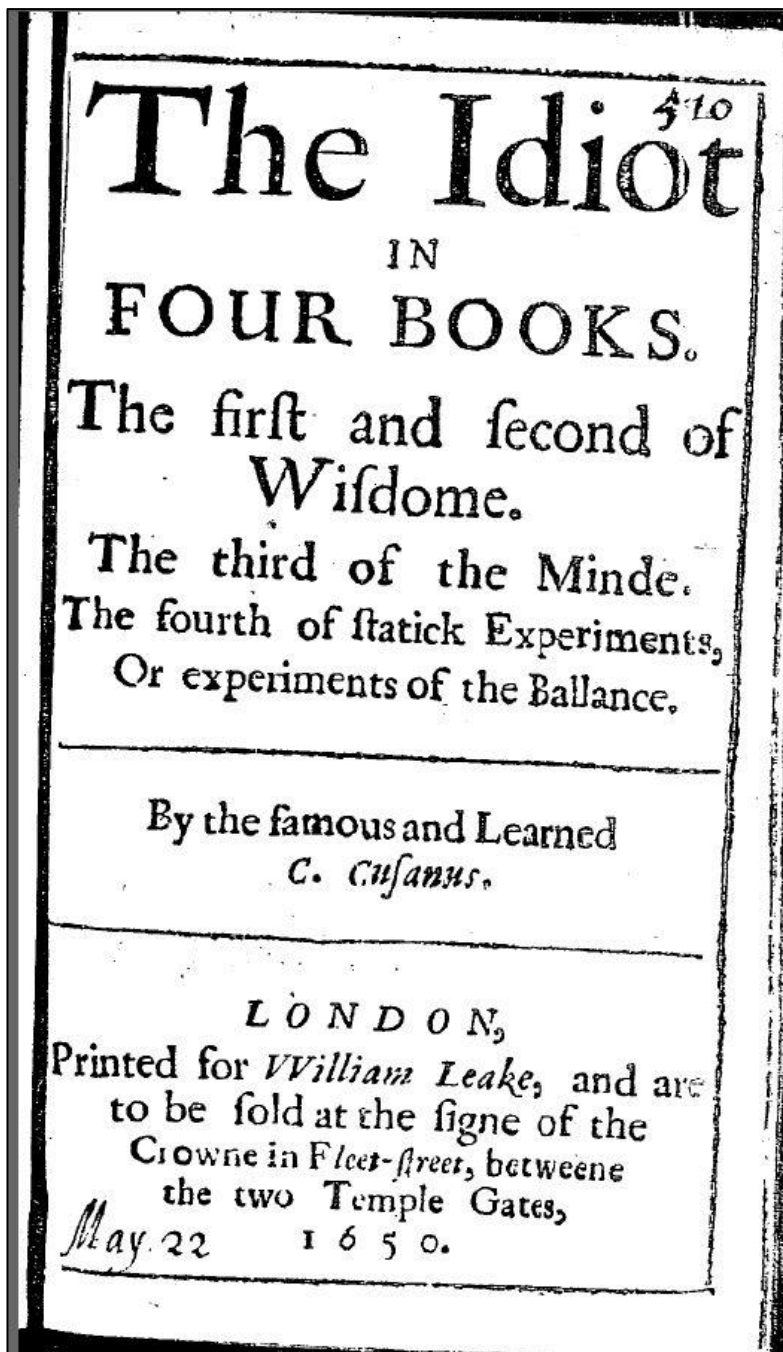 The Idiot
IN
FOUR BOOKS.
The firſt and ſecond of
Wiſdome.
The third of the Minde.
The fourth of ſtatick Experiments,
Or experiments of the Ballance.
By the famous and Learned
C. Cuſanus.
LONDON,
Printed for VVilliam Leake, and are
to be ſold at the ſigne of the
Crowne in Fleet-ſtreet, betweene
the two Temple Gates,
May. 22 1650.